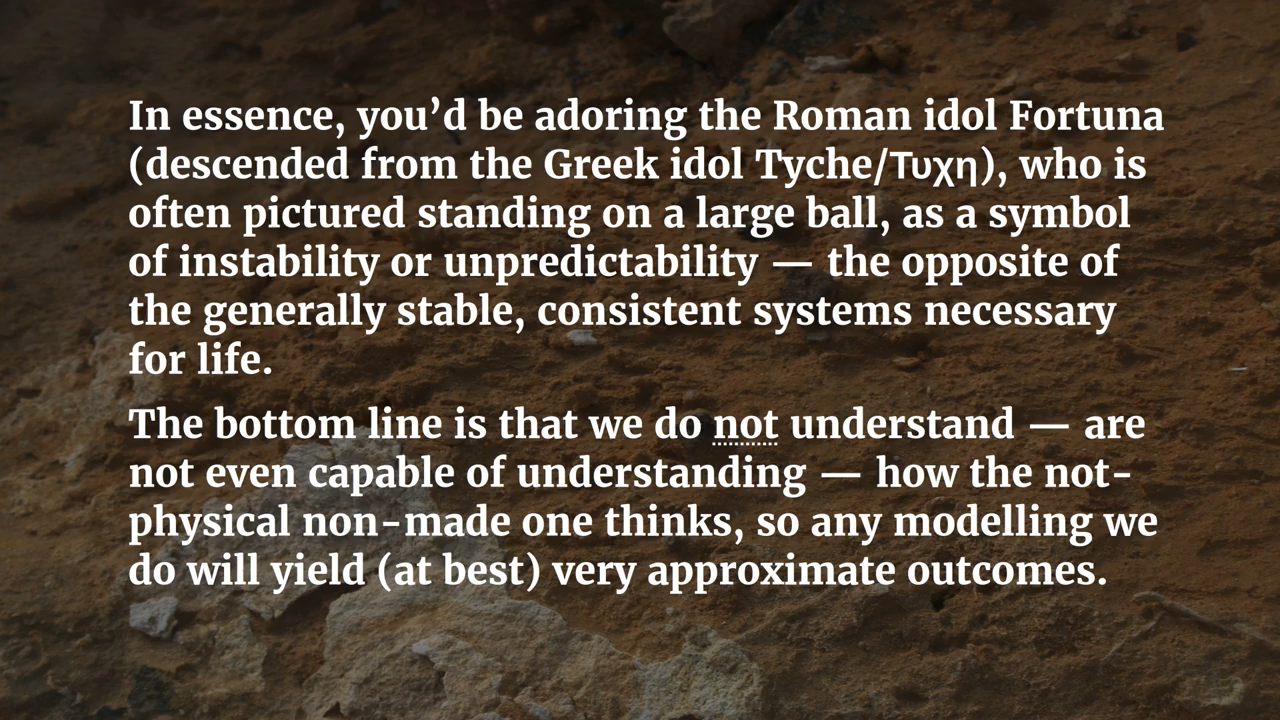 In essence, you’d be adoring the Roman idol Fortuna
(descended from the Greek idol Tyche/Τυχη), who is
often pictured standing on a large ball, as a symbol
of instability or unpredictability — the opposite of
the generally stable, consistent systems necessary
for life.
The bottom line is that we do not understand — are
not even capable of understanding — how the not-
physical non-made one thinks, so any modelling we
do will yield (at best) very approximate outcomes.